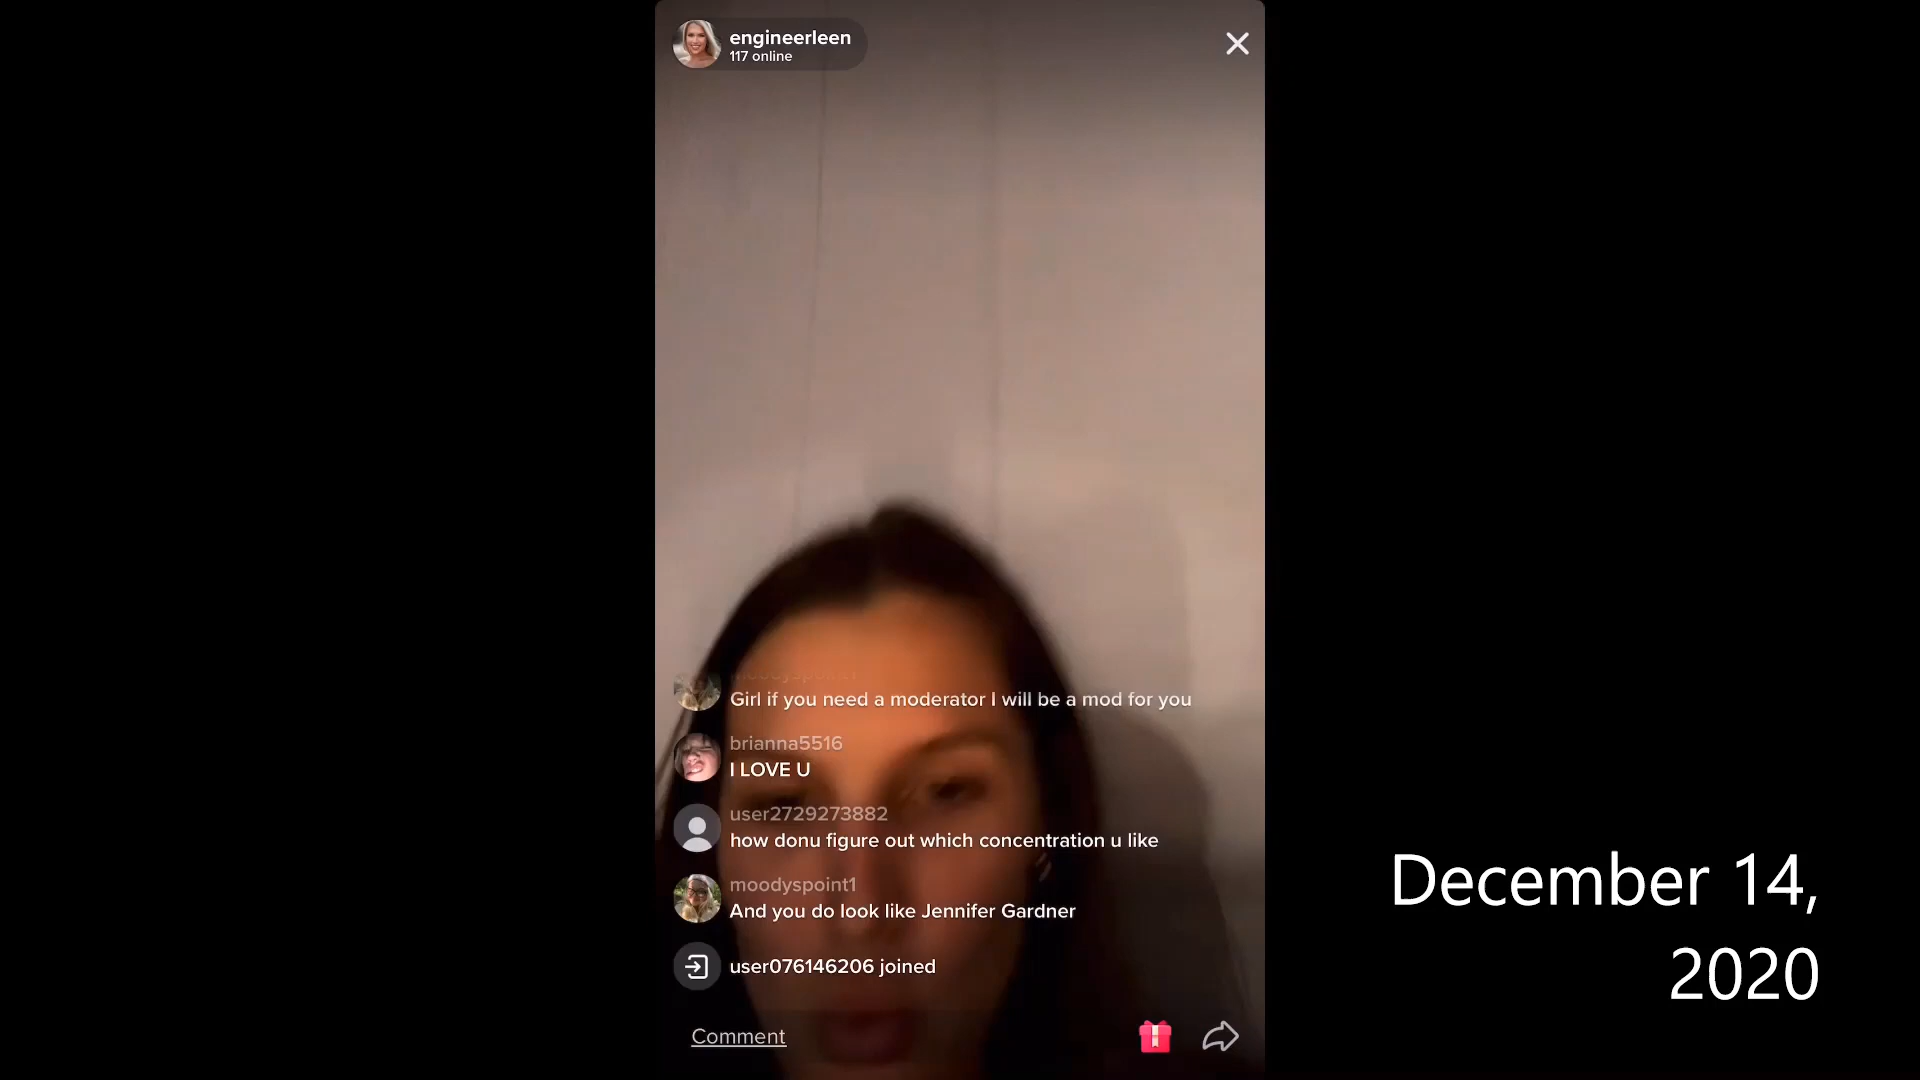 engineerleen
117 online
Girl if you need a moderator I will be a mod for you
brianna5516
I LOVE U
user2729273882
how donu figure out which concentration u like
moodyspoint1
And you do look like Jennifer Gardner
user076146206 joined
Comment
December 14,
2020